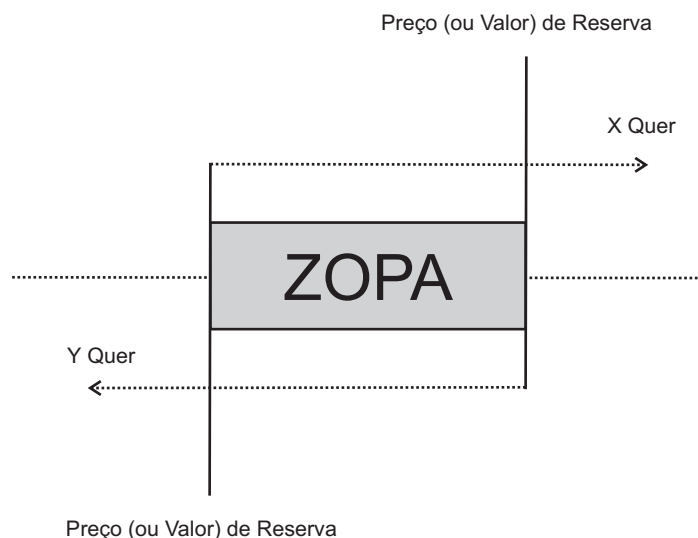 Preço (ou Valor) de Reserva
X Quer
ZOPA
Y Quer
Preço (ou Valor) de Reserva